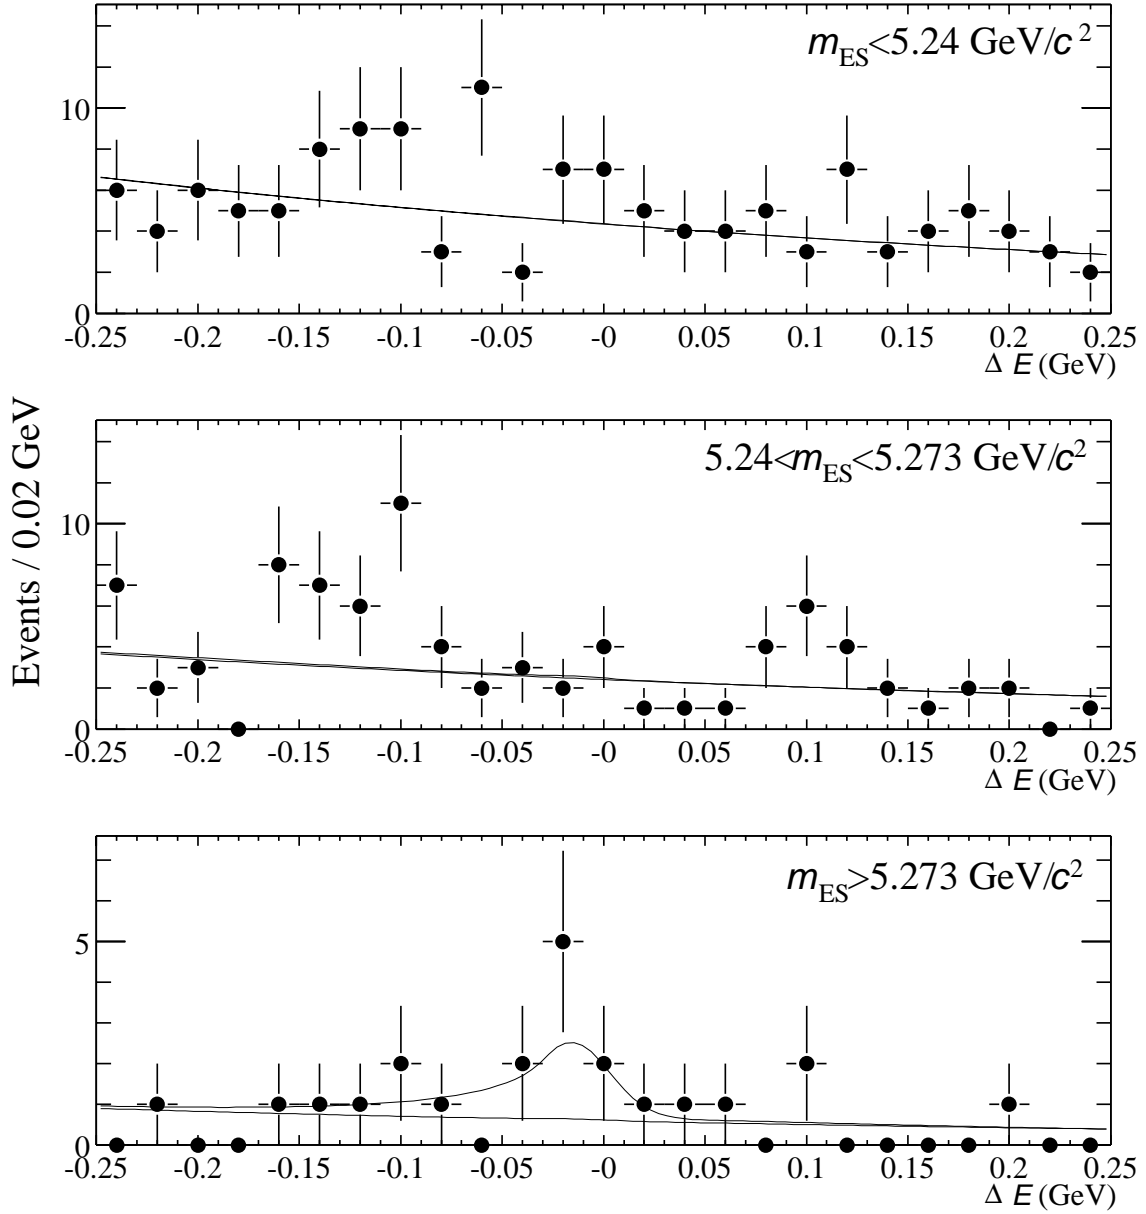 m_ES<5.24 GeV/c²
10
0
-0.25 -0.2 -0.15 -0.1 -0.05 -0 0.05 0.1 0.15 0.2 0.25
Δ E (GeV)
Events / 0.02 GeV
5.24<m_ES<5.273 GeV/c²
10
0
-0.25 -0.2 -0.15 -0.1 -0.05 -0 0.05 0.1 0.15 0.2 0.25
Δ E (GeV)
m_ES>5.273 GeV/c²
5
0
-0.25 -0.2 -0.15 -0.1 -0.05 -0 0.05 0.1 0.15 0.2 0.25
Δ E (GeV)